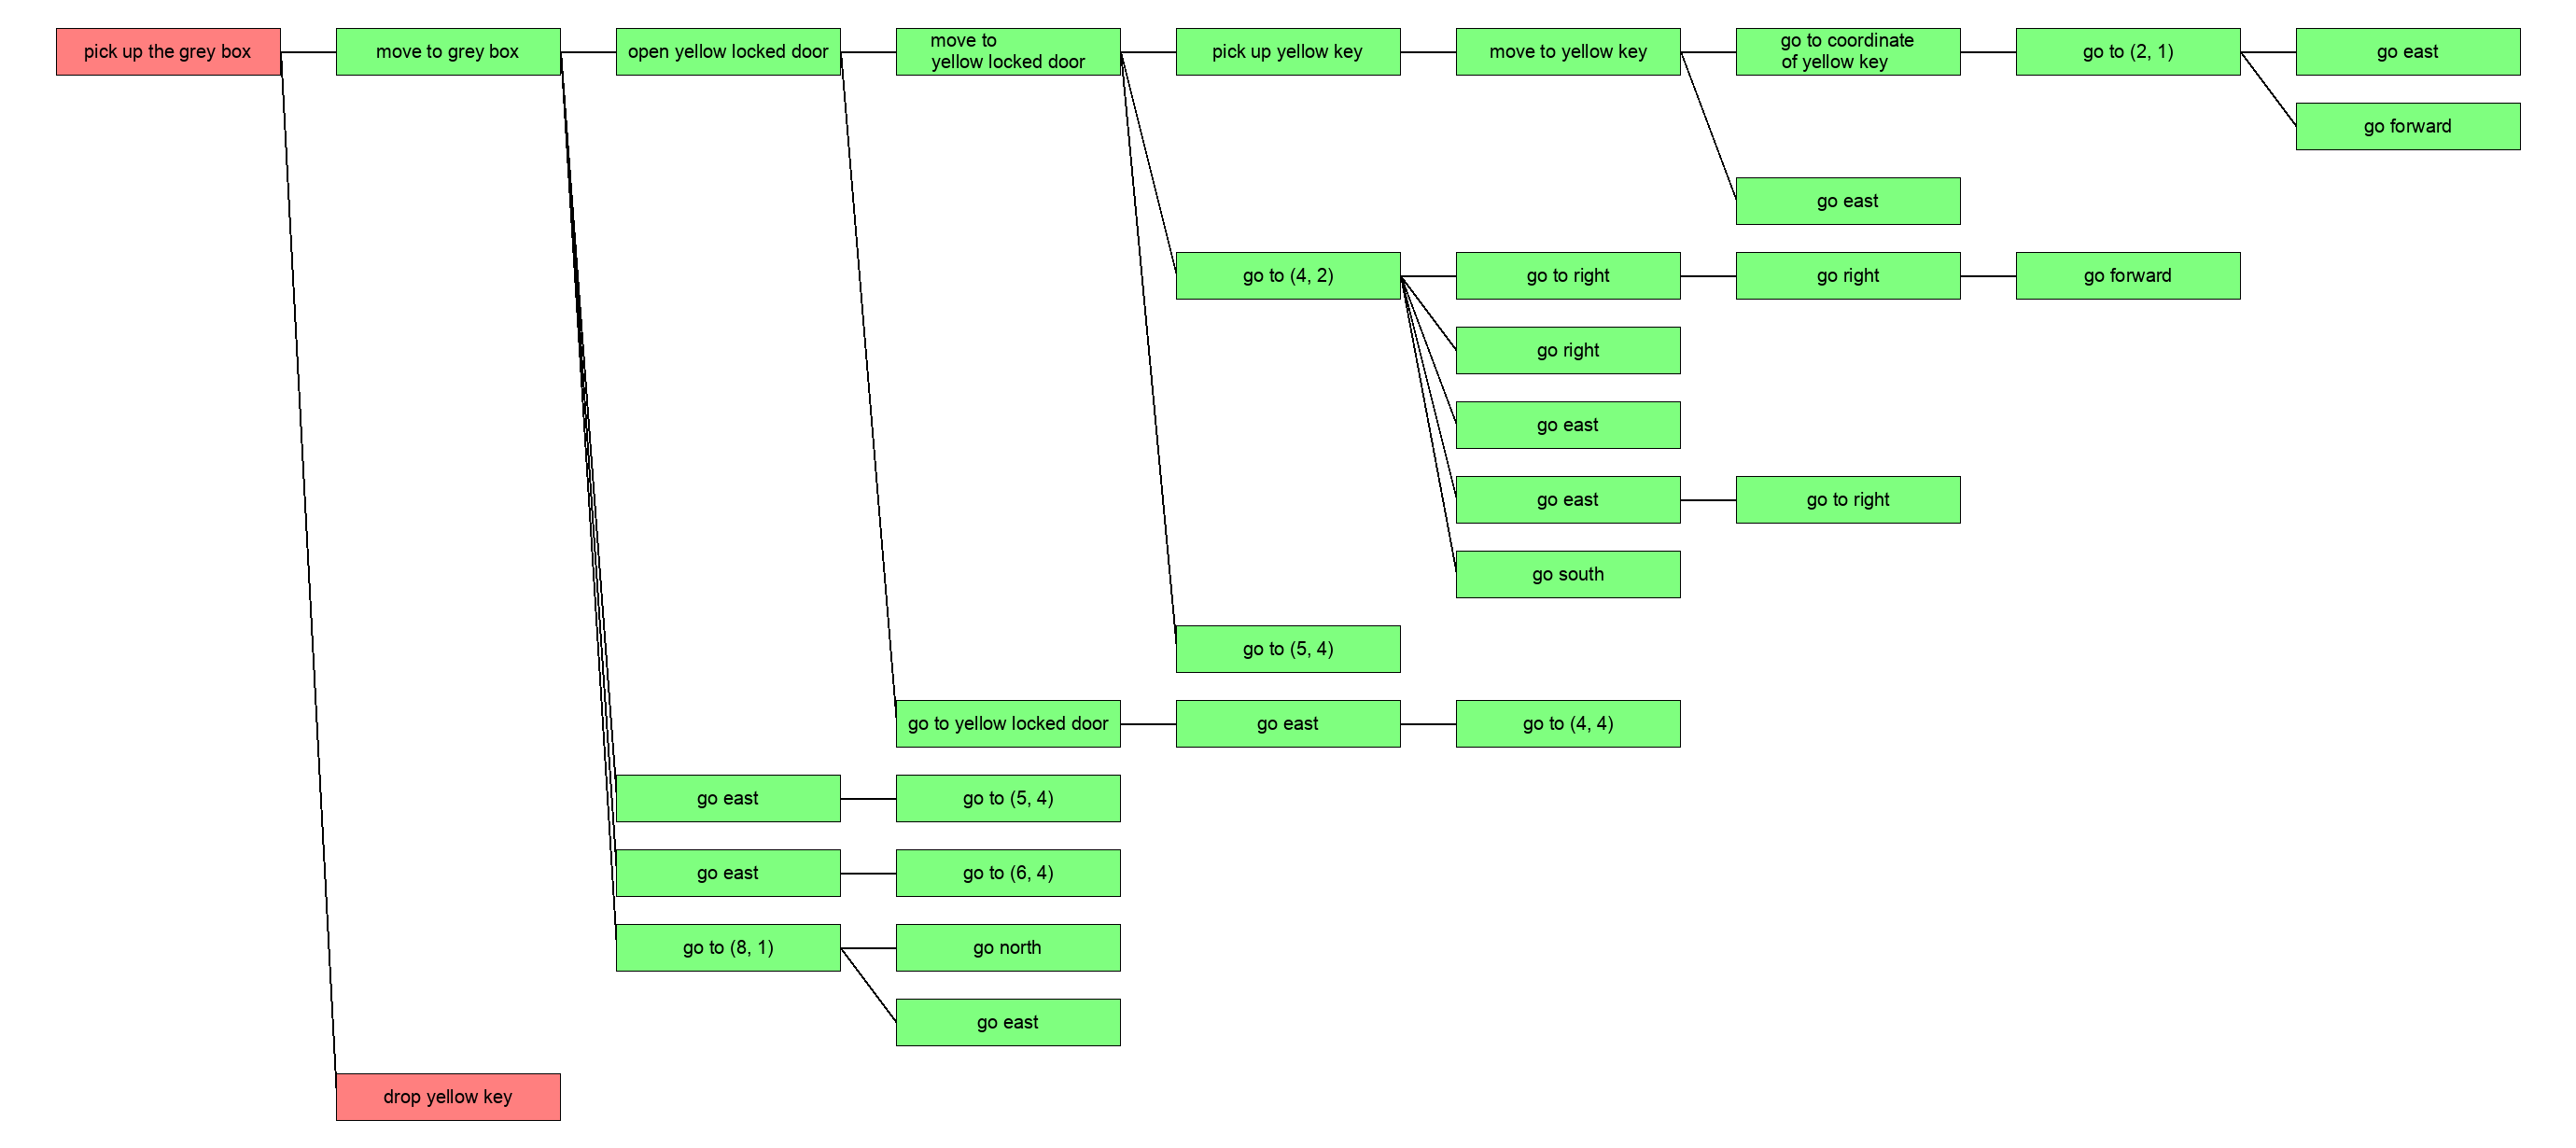 pick up the grey box
move to grey box
open yellow locked door
move to
yellow locked door
pick up yellow key
move to yellow key
go to coordinate
of yellow key
go to (2, 1)
go east
go forward
go east
go to (4, 2)
go to right
go right
go forward
go right
go east
go east
go to right
go south
go to (5, 4)
go to yellow locked door
go east
go to (4, 4)
go east
go to (5, 4)
go east
go to (6, 4)
go to (8, 1)
go north
go east
drop yellow key